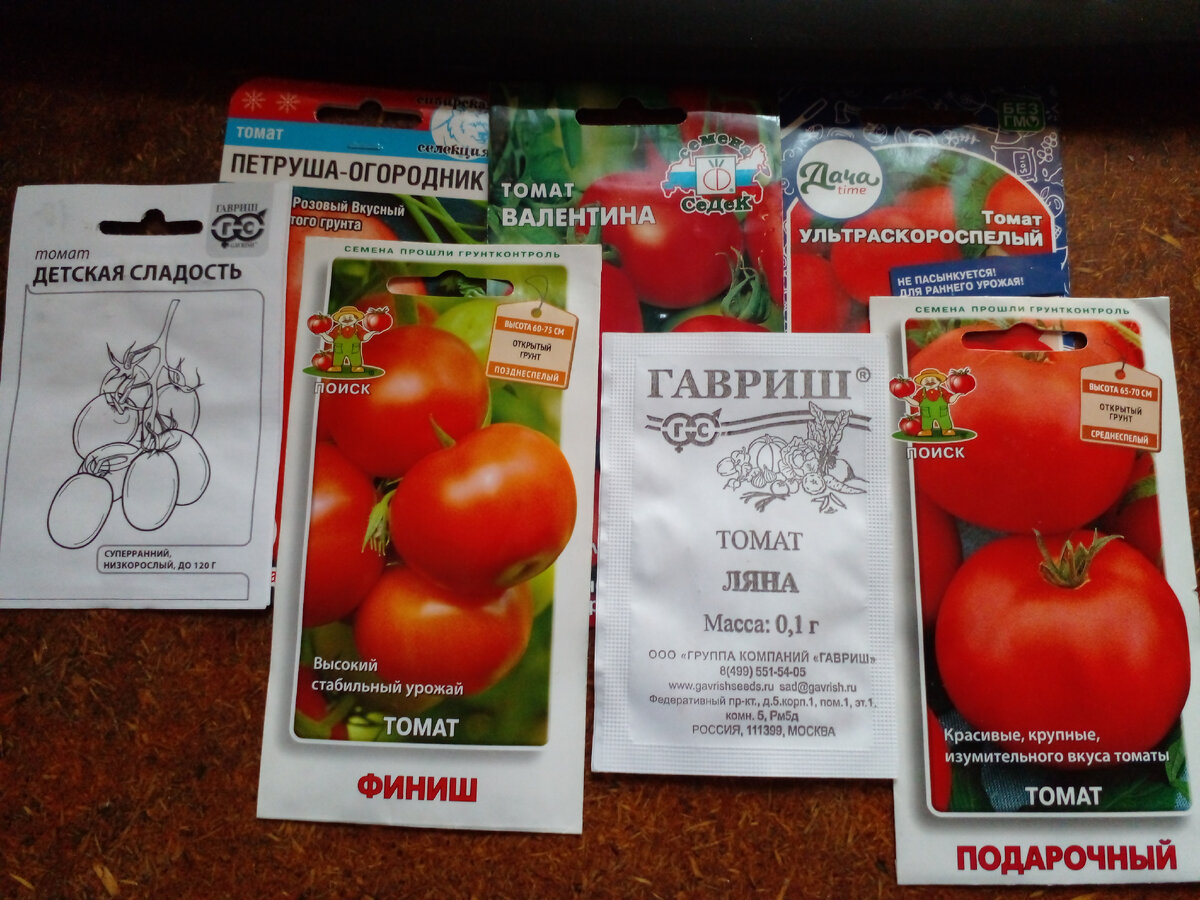 сибирская
селекция
томат
ПЕТРУША-ОГОРОДНИК
Розовый Вкусный
того грунта
семена
СеДеК
ТОМАТ
ВАЛЕНТИНА
БЕЗ
ГМО
Дача
time
Томат
УЛЬТРАСКОРОСПЕЛЫЙ
НЕ ПАСЫНКУЕТСЯ!
ДЛЯ РАННЕГО УРОЖАЯ!
ГАВРИШ
томат
ДЕТСКАЯ СЛАДОСТЬ
СУПЕРРАННИЙ,
НИЗКОРОСЛЫЙ, ДО 120 Г
СЕМЕНА ПРОШЛИ ГРУНТКОНТРОЛЬ
ПОИСК
ВЫСОТА 60-75 СМ
ОТКРЫТЫЙ
ГРУНТ
ПОЗДНЕСПЕЛЫЙ
Высокий
стабильный урожай
ТОМАТ
ФИНИШ
ГАВРИШ®
Г С
ТОМАТ
ЛЯНА
Масса: 0,1 г
ООО «ГРУППА КОМПАНИЙ «ГАВРИШ»
8(499) 551-54-05
www.gavrishseeds.ru sad@gavrish.ru
Федеративный пр-кт., д.5.корп.1, пом.1, эт.1.
комн. 5, Рм5д
РОССИЯ, 111399, МОСКВА
СЕМЕНА ПРОШЛИ ГРУНТКОНТРОЛЬ
ПОИСК
ВЫСОТА 65-70 СМ
ОТКРЫТЫЙ
ГРУНТ
СРЕДНЕСПЕЛЫЙ
Красивые, крупные,
изумительного вкуса томаты
ТОМАТ
ПОДАРОЧНЫЙ